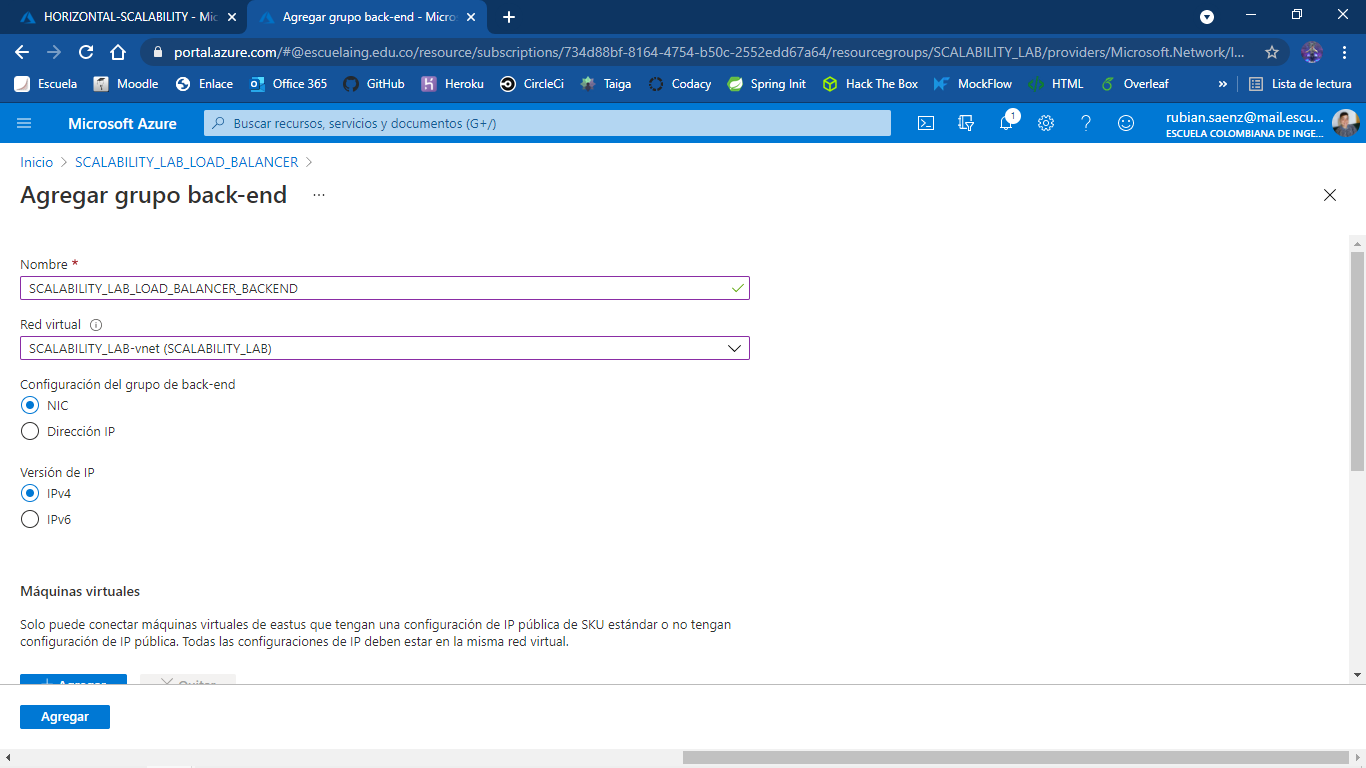 HORIZONTAL-SCALABILITY - Mic
Agregar grupo back-end - Micros
portal.azure.com/#@escuelaing.edu.co/resource/subscriptions/734d88bf-8164-4754-b50c-2552edd67a64/resourcegroups/SCALABILITY_LAB/providers/Microsoft.Network/l...
Escuela Moodle Enlace Office 365 GitHub Heroku CircleCi Taiga Codacy Spring Init Hack The Box MockFlow HTML Overleaf » Lista de lectura
Microsoft Azure
Buscar recursos, servicios y documentos (G+/)
1
rubian.saenz@mail.escu...
ESCUELA COLOMBIANA DE INGE...
Inicio > SCALABILITY_LAB_LOAD_BALANCER >
Agregar grupo back-end ...
Nombre *
SCALABILITY_LAB_LOAD_BALANCER_BACKEND
Red virtual
SCALABILITY_LAB-vnet (SCALABILITY_LAB)
Configuración del grupo de back-end
NIC
Dirección IP
Versión de IP
IPv4
IPv6
Máquinas virtuales
Solo puede conectar máquinas virtuales de eastus que tengan una configuración de IP pública de SKU estándar o no tengan
configuración de IP pública. Todas las configuraciones de IP deben estar en la misma red virtual.
+ Agregar Quitar
Agregar